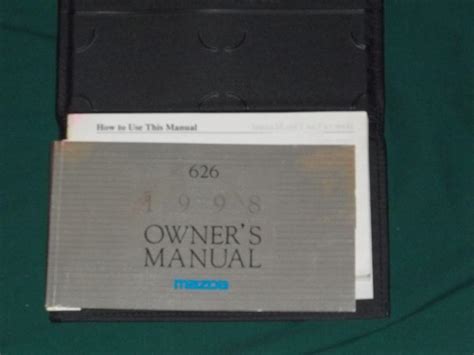 How to Use This Manual
626
1998
OWNER'S
MANUAL
mazda